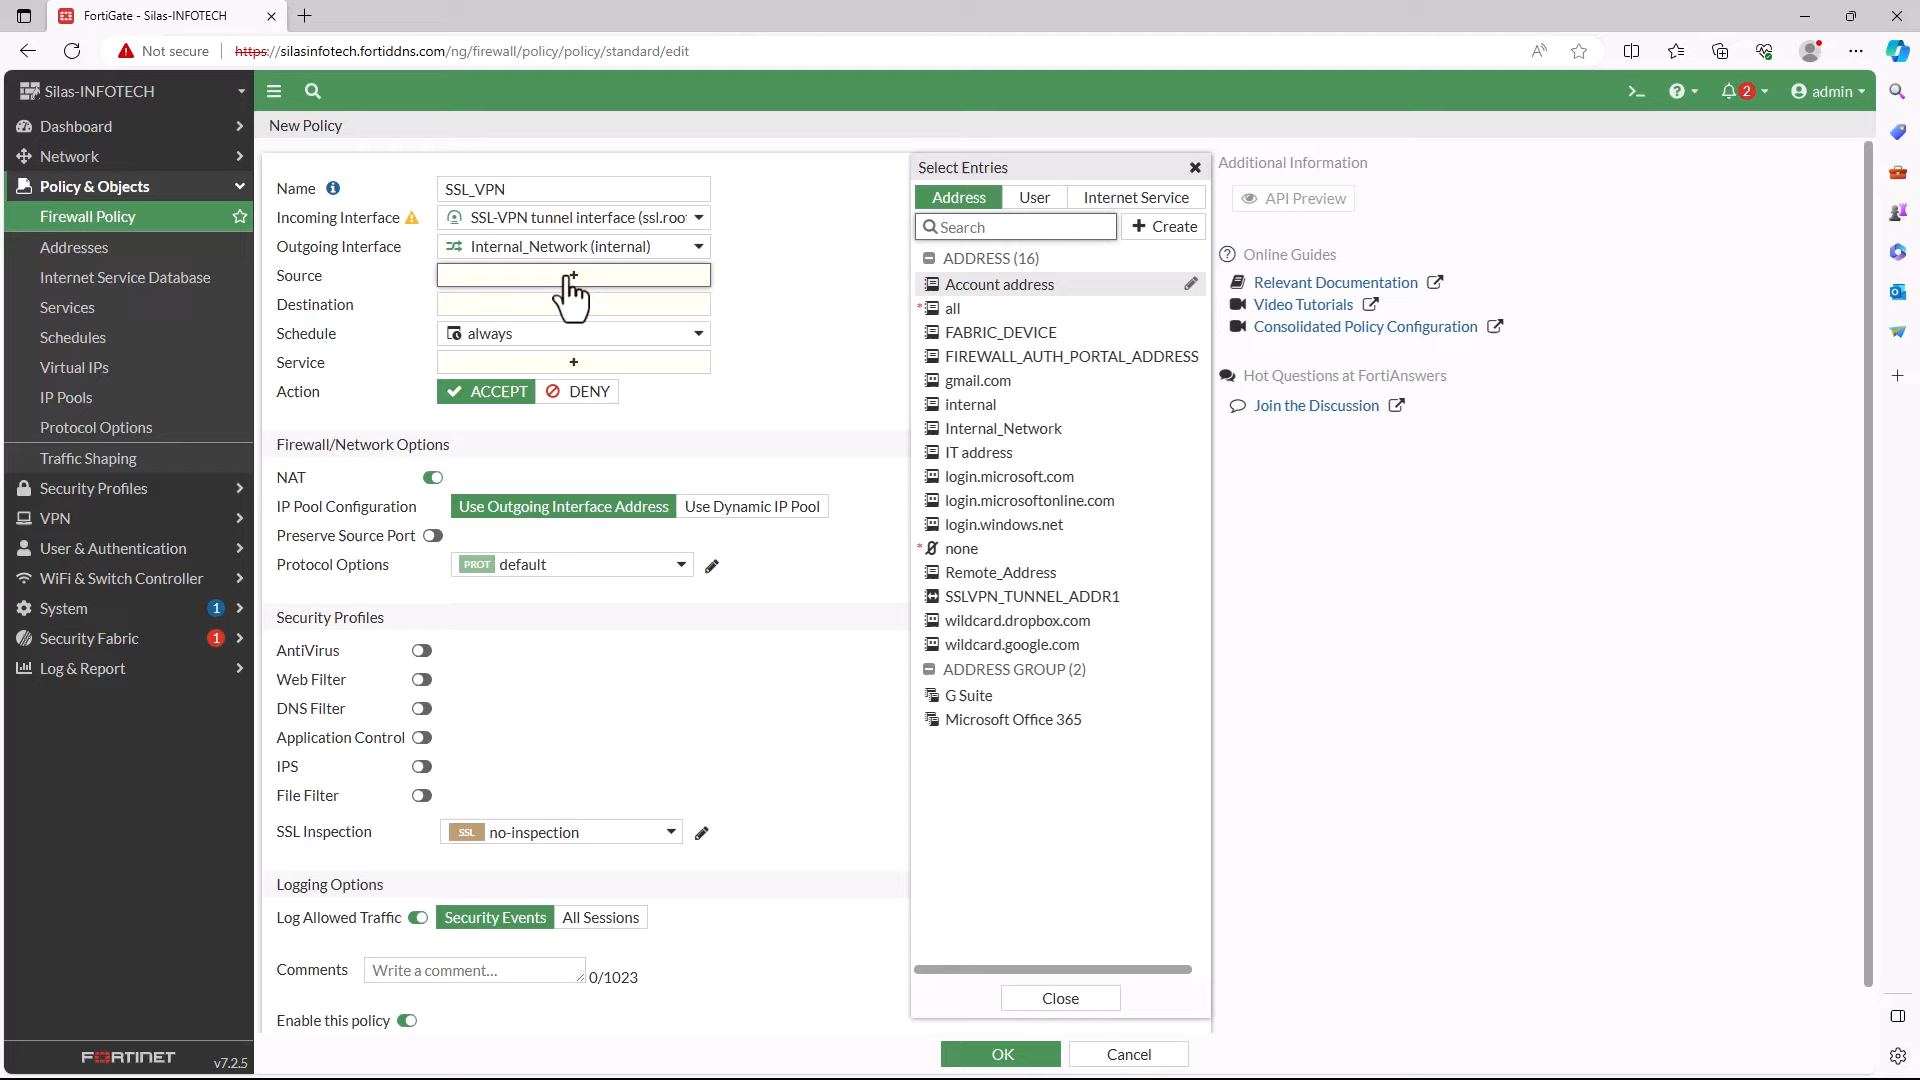 FortiGate - Silas-INFOTECH
Not secure
https://silasinfotech.fortiddns.com/ng/firewall/policy/policy/standard/edit
Silas-INFOTECH
2
admin
Dashboard
Network
Policy & Objects
Firewall Policy
Addresses
Internet Service Database
Services
Schedules
Virtual IPs
IP Pools
Protocol Options
Traffic Shaping
Security Profiles
VPN
User & Authentication
WiFi & Switch Controller
System 1
Security Fabric 1
Log & Report
FORTINET v7.2.5
New Policy
Name SSL_VPN
Incoming Interface SSL-VPN tunnel interface (ssl.roo
Outgoing Interface Internal_Network (internal)
Source
Destination
Schedule always
Service
Action ACCEPT DENY
Firewall/Network Options
NAT
IP Pool Configuration Use Outgoing Interface Address Use Dynamic IP Pool
Preserve Source Port
Protocol Options PROT default
Security Profiles
AntiVirus
Web Filter
DNS Filter
Application Control
IPS
File Filter
SSL Inspection SSL no-inspection
Logging Options
Log Allowed Traffic Security Events All Sessions
Comments Write a comment... 0/1023
Enable this policy
OK Cancel
Select Entries
Address User Internet Service
Search + Create
ADDRESS (16)
Account address
all
FABRIC_DEVICE
FIREWALL_AUTH_PORTAL_ADDRESS
gmail.com
internal
Internal_Network
IT address
login.microsoft.com
login.microsoftonline.com
login.windows.net
none
Remote_Address
SSLVPN_TUNNEL_ADDR1
wildcard.dropbox.com
wildcard.google.com
ADDRESS GROUP (2)
G Suite
Microsoft Office 365
Close
Additional Information
API Preview
Online Guides
Relevant Documentation
Video Tutorials
Consolidated Policy Configuration
Hot Questions at FortiAnswers
Join the Discussion